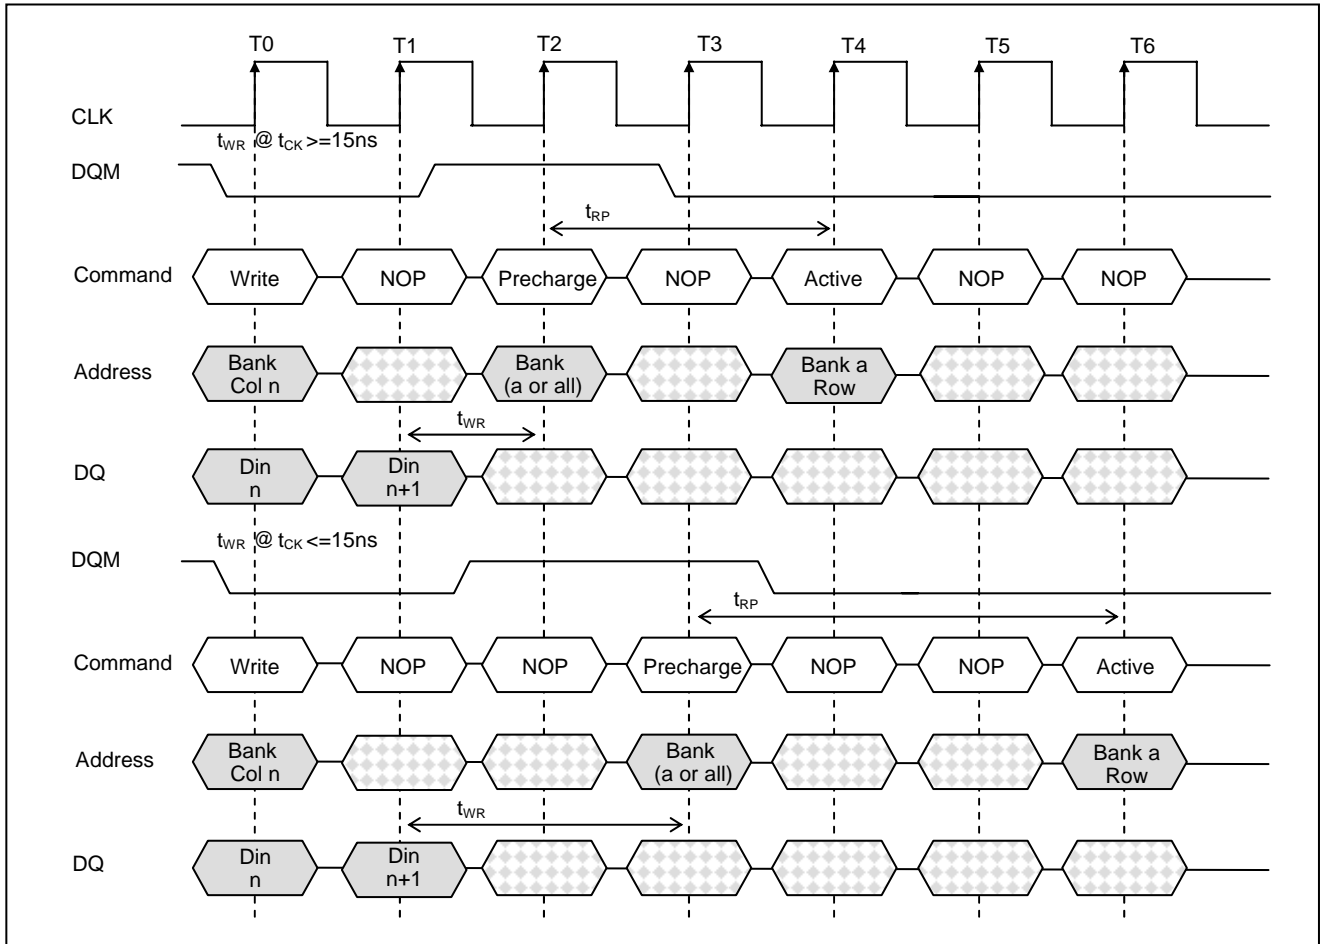 T0 T1 T2 T3 T4 T5 T6
CLK
tWR @ tCK >=15ns
DQM
tRP
Command Write NOP Precharge NOP Active NOP NOP
Address Bank Col n Bank (a or all) Bank a Row
tWR
DQ Din n Din n+1
tWR @ tCK <=15ns
DQM
tRP
Command Write NOP NOP Precharge NOP NOP Active
Address Bank Col n Bank (a or all) Bank a Row
tWR
DQ Din n Din n+1